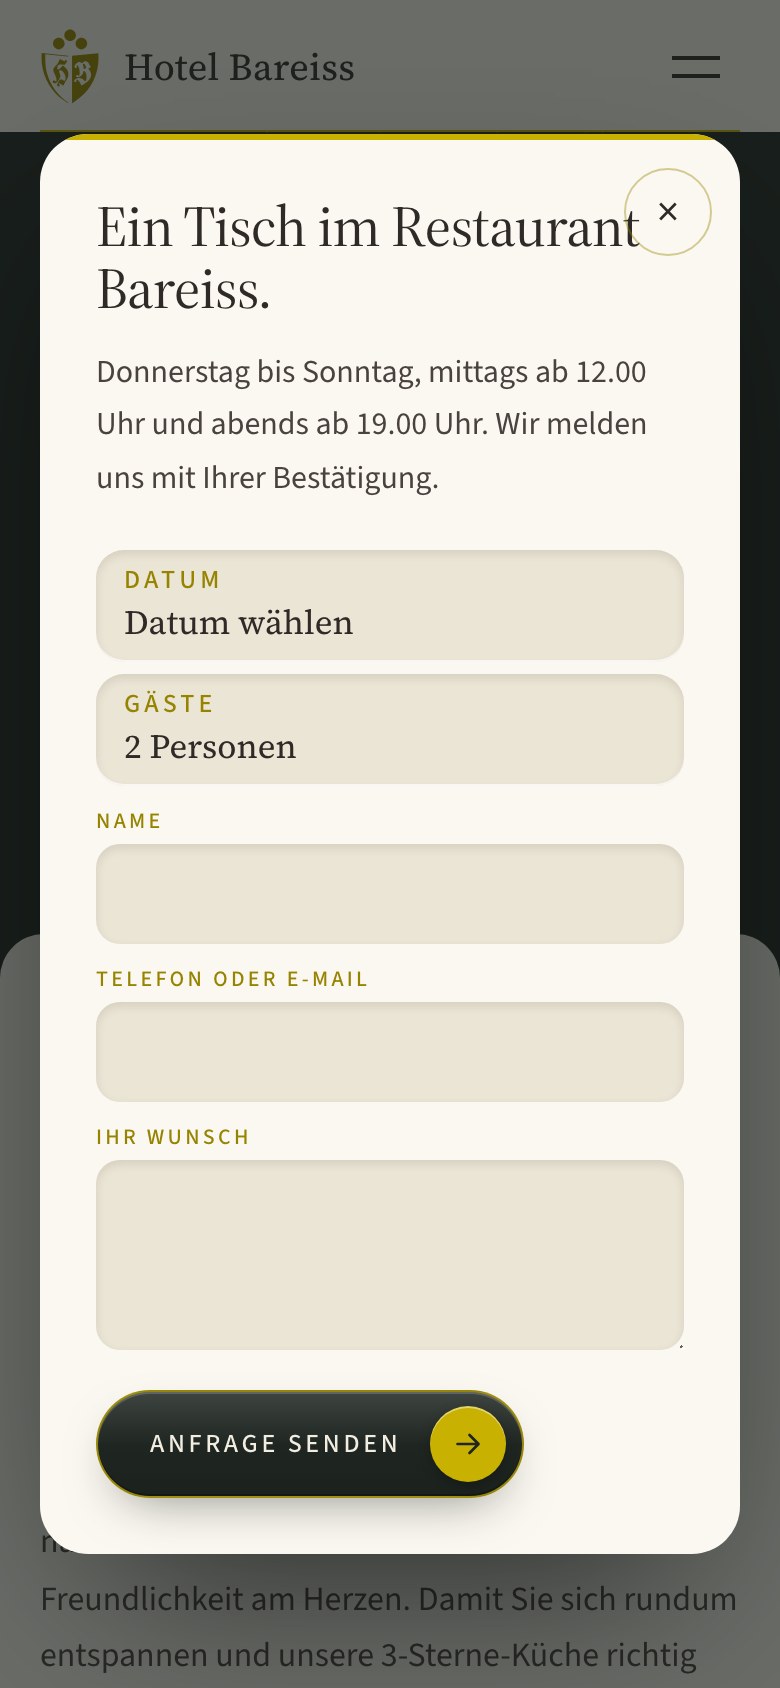 HB
Hotel Bareiss
Ein Tisch im Restaurant
Bareiss.
Donnerstag bis Sonntag, mittags ab 12.00
Uhr und abends ab 19.00 Uhr. Wir melden
uns mit Ihrer Bestätigung.
DATUM
Datum wählen
GÄSTE
2 Personen
NAME
TELEFON ODER E-MAIL
IHR WUNSCH
ANFRAGE SENDEN
Freundlichkeit am Herzen. Damit Sie sich rundum
entspannen und unsere 3-Sterne-Küche richtig